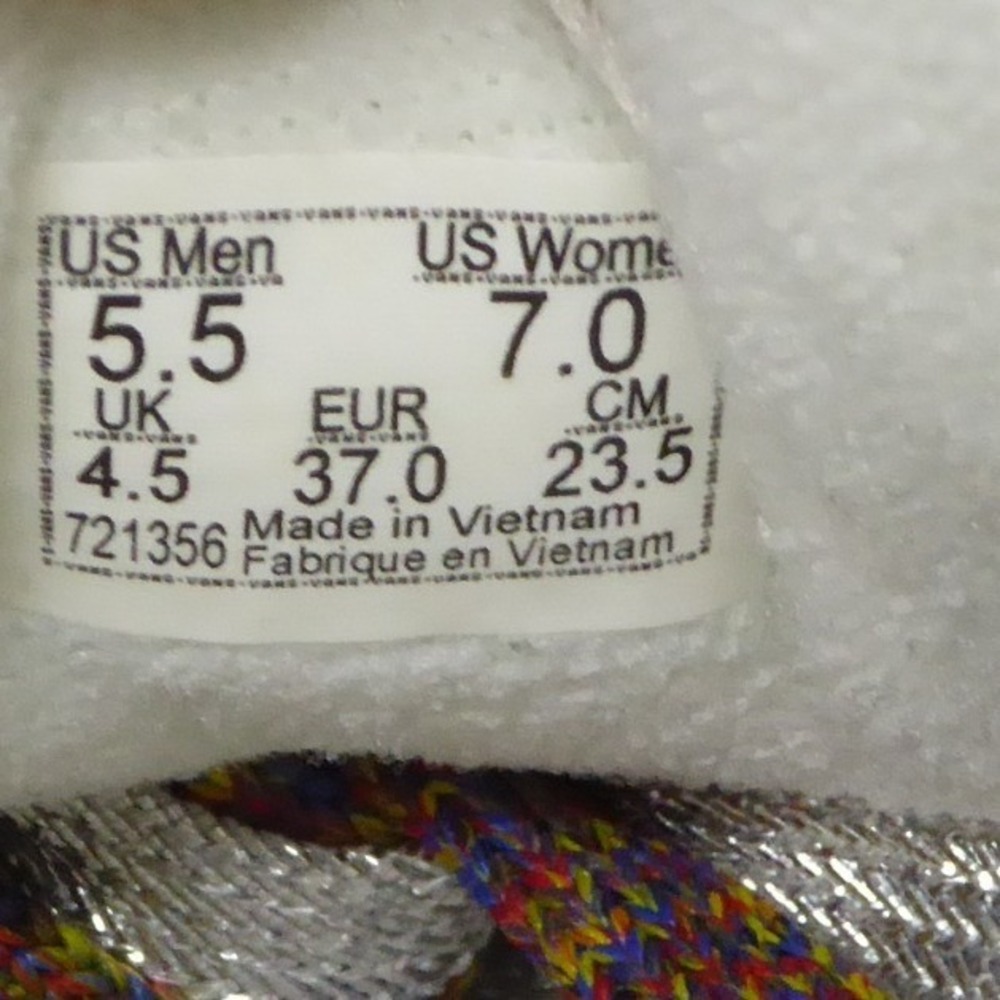 US Men US Wome
5.5 7.0
UK EUR CM
4.5 37.0 23.5
721356 Made in Vietnam
Fabrique en Vietnam